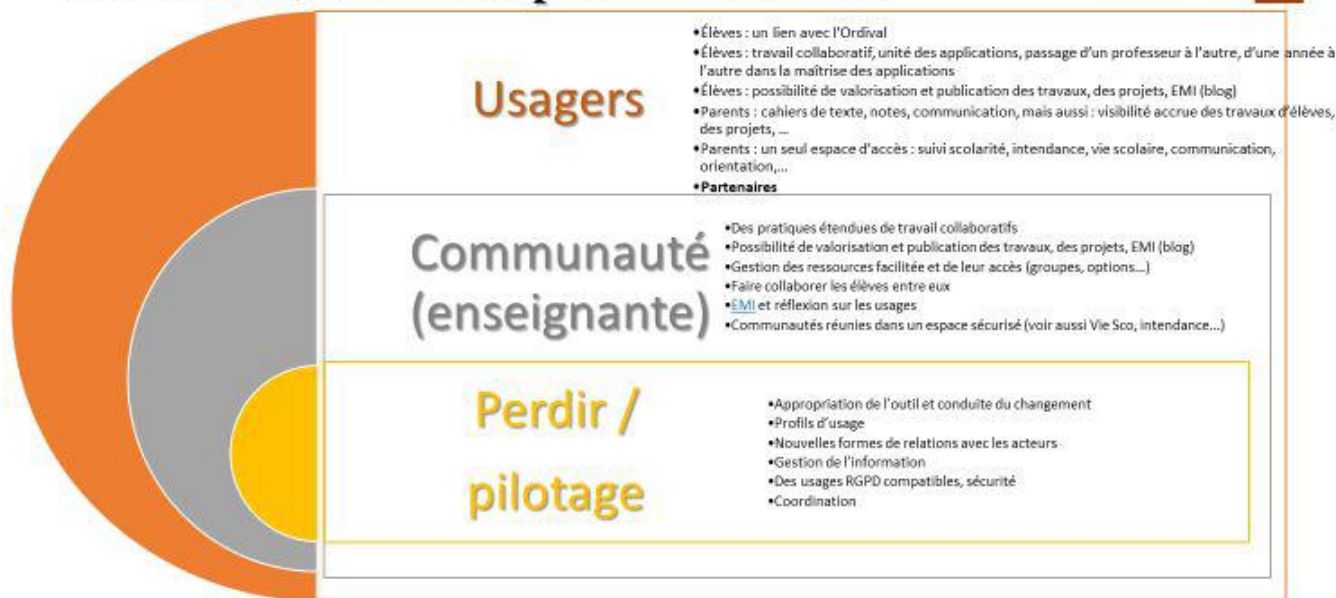 Usagers
•Élèves : un lien avec l'Ordival
•Élèves : travail collaboratif, unité des applications, passage d'un professeur à l'autre, d'une année à
l'autre dans la maîtrise des applications
•Élèves : possibilité de valorisation et publication des travaux, des projets, EMI (blog)
•Parents : cahiers de texte, notes, communication, mais aussi : visibilité accrue des travaux d'élèves,
des projets, ...
•Parents : un seul espace d'accès : suivi scolarité, intendance, vie scolaire, communication,
orientation,...
•Partenaires
Communauté
(enseignante)
•Des pratiques étendues de travail collaboratifs
•Possibilité de valorisation et publication des travaux, des projets, EMI (blog)
•Gestion des ressources facilitée et de leur accès (groupes, options...)
•Faire collaborer les élèves entre eux
•EMI et réflexion sur les usages
•Communautés réunies dans un espace sécurisé (voir aussi Vie Sco, intendance...)
Perdir /
pilotage
•Appropriation de l'outil et conduite du changement
•Profils d'usage
•Nouvelles formes de relations avec les acteurs
•Gestion de l'information
•Des usages RGPD compatibles, sécurité
•Coordination